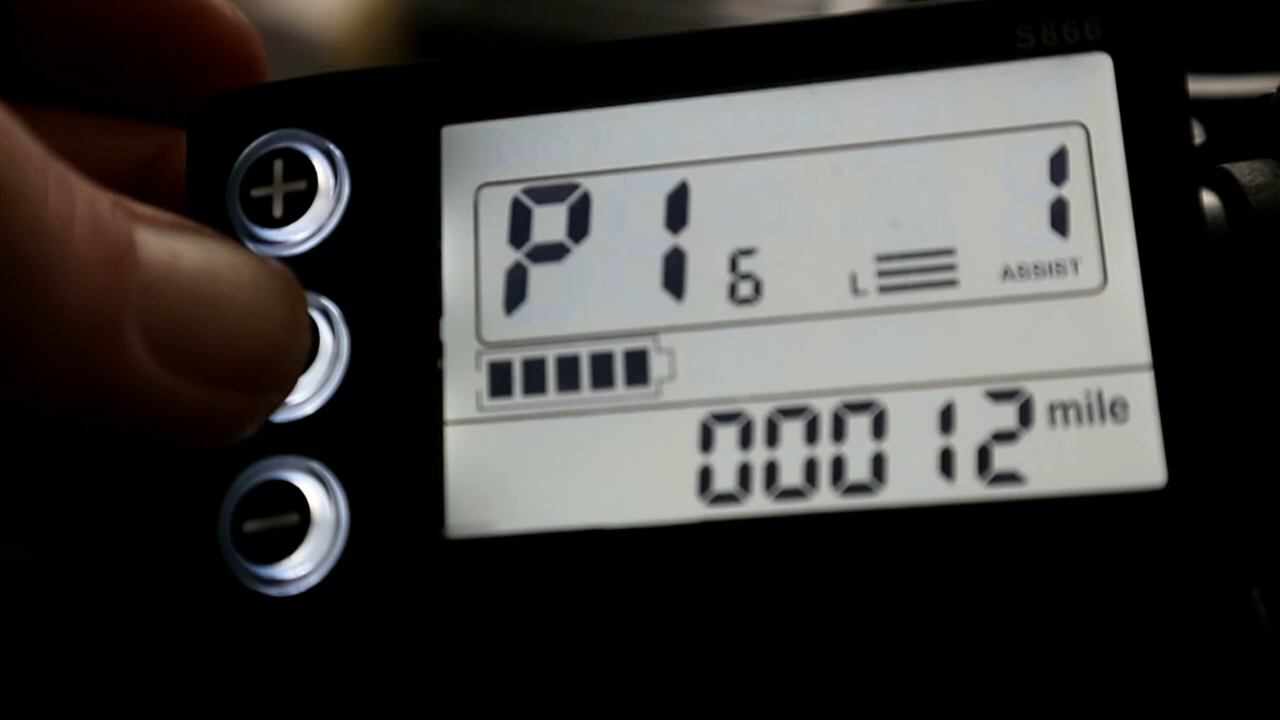 S866
+
P1 6 L 1
ASSIST
00012 mile
-